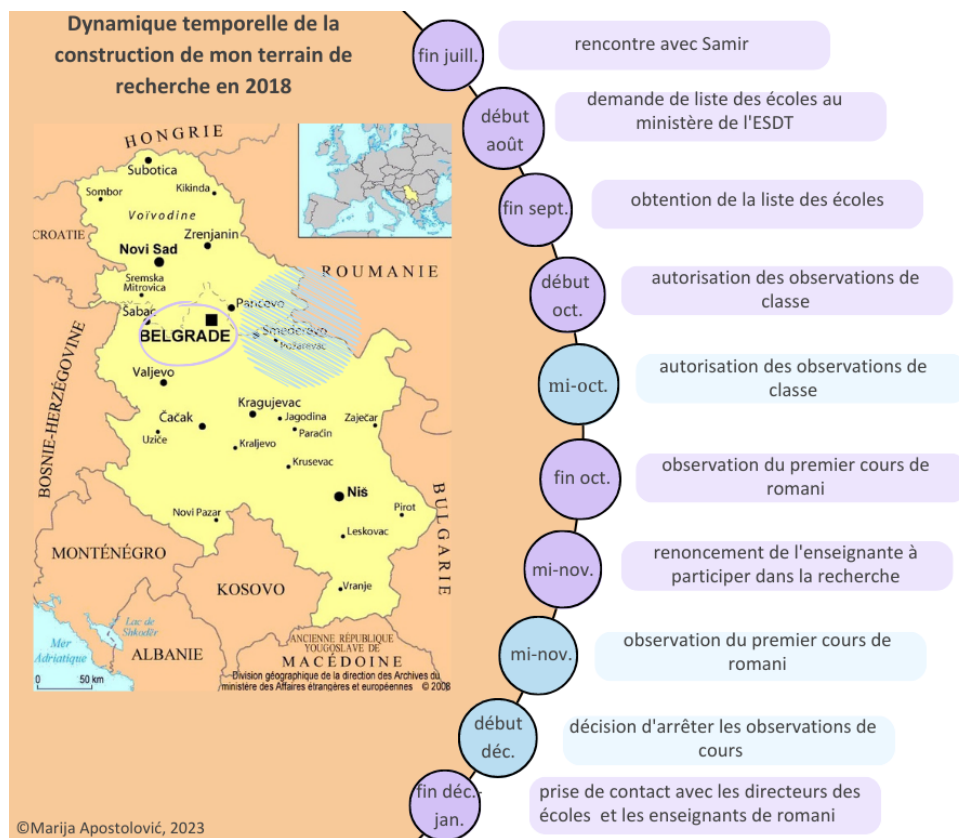 Dynamique temporelle de la
construction de mon terrain de
recherche en 2018
fin juill.
rencontre avec Samir
début
août
demande de liste des écoles au
ministère de l'ESDT
fin sept.
obtention de la liste des écoles
début
oct.
autorisation des observations de
classe
mi-oct.
autorisation des observations de
classe
fin oct.
observation du premier cours de
romani
mi-nov.
renoncement de l'enseignante à
participer dans la recherche
mi-nov.
observation du premier cours de
romani
début
déc.
décision d'arrêter les observations de
cours
fin déc.-
jan.
prise de contact avec les directeurs des
écoles et les enseignants de romani
HONGRIE
Subotica
Sombor
Kikinda
Voïvodine
CROATIE
Zrenjanin
Novi Sad
ROUMANIE
Sremska
Mitrovica
Pančevo
Šabac
BELGRADE
Smederevo
Požarevac
BOSNIE-HERZÉGOVINE
Valjevo
Kragujevac
Čačak
Jagodina
Zaječar
Užiče
Paraćin
Kraljevo
Krusevac
Niš
BULGARIE
Novi Pazar
Pirot
Leskovac
MONTÉNÉGRO
KOSOVO
Vranje
Lac de
Shkodër
Mer
Adriatique
ALBANIE
ANCIENNE RÉPUBLIQUE
YOUGOSLAVE DE
MACÉDOINE
0 50 km
Division géographique de la direction des Archives du
ministère des Affaires étrangères et européennes © 2008
©Marija Apostolović, 2023